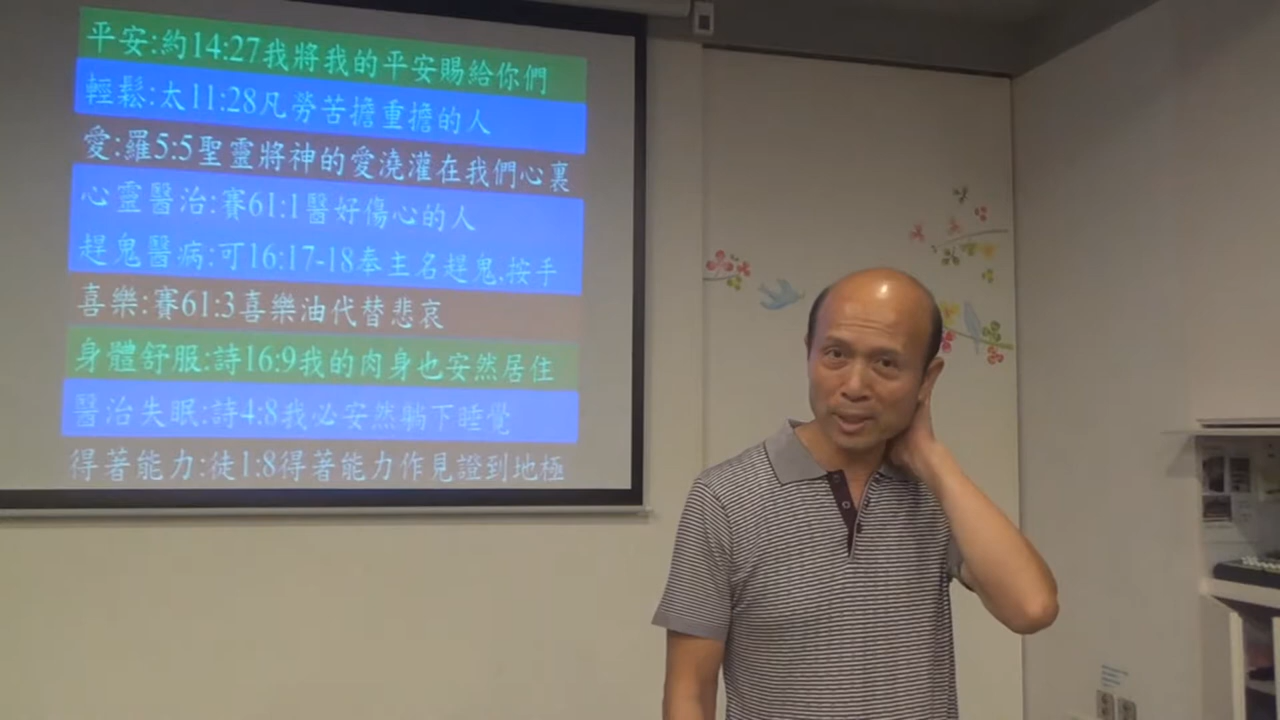 平安:約14:27我將我的平安賜給你們
輕鬆:太11:28凡勞苦擔重擔的人
愛:羅5:5聖靈將神的愛澆灌在我們心裏
心靈醫治:賽61:1醫好傷心的人
趕鬼醫病:可16:17-18奉主名趕鬼.按手
喜樂:賽61:3喜樂油代替悲哀
身體舒服:詩16:9我的肉身也安然居住
醫治失眠:詩4:8我必安然躺下睡覺
得著能力:徒1:8得著能力作見證到地極